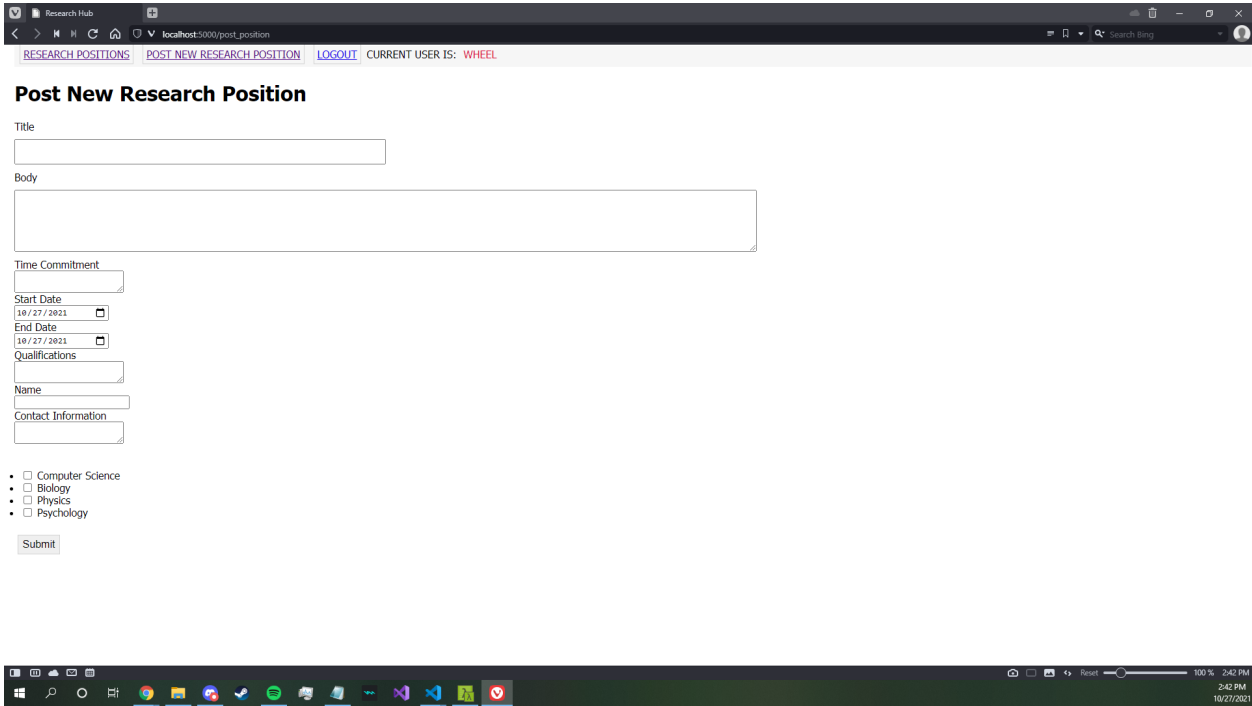 Research Hub
localhost:5000/post_position
Search Bing
RESEARCH POSITIONS POST NEW RESEARCH POSITION LOGOUT CURRENT USER IS: WHEEL
Post New Research Position
Title
Body
Time Commitment
Start Date
10/27/2021
End Date
10/27/2021
Qualifications
Name
Contact Information
Computer Science
Biology
Physics
Psychology
Submit
Reset 100 % 2:42 PM
2:42 PM
10/27/2021